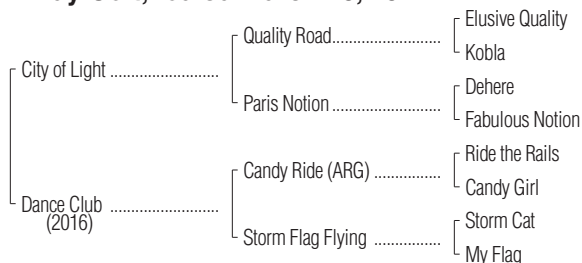 Elusive Quality
Quality Road..............................
Kobla
City of Light ..............................
Dehere
Paris Notion ..............................
Fabulous Notion
Ride the Rails
Candy Ride (ARG) ..................
Candy Girl
Dance Club ..............................
(2016)
Storm Cat
Storm Flag Flying ..................
My Flag